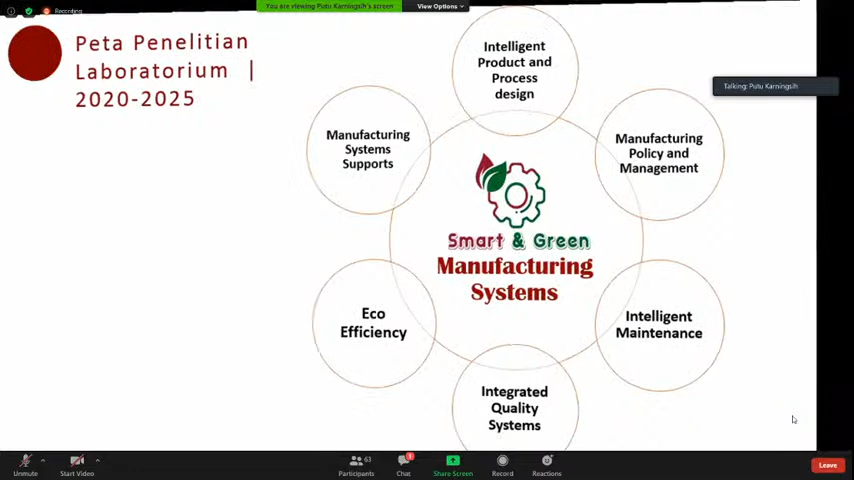 Recording
You are viewing Putu Karningsih's screen
View Options
Peta Penelitian
Laboratorium |
2020-2025
Talking: Putu Karningsih
Intelligent
Product and
Process
design
Manufacturing
Systems
Supports
Manufacturing
Policy and
Management
Smart & Green
Manufacturing
Systems
Eco
Efficiency
Intelligent
Maintenance
Integrated
Quality
Systems
Unmute
Start Video
63
Participants
1
Chat
Share Screen
Record
Reactions
Leave